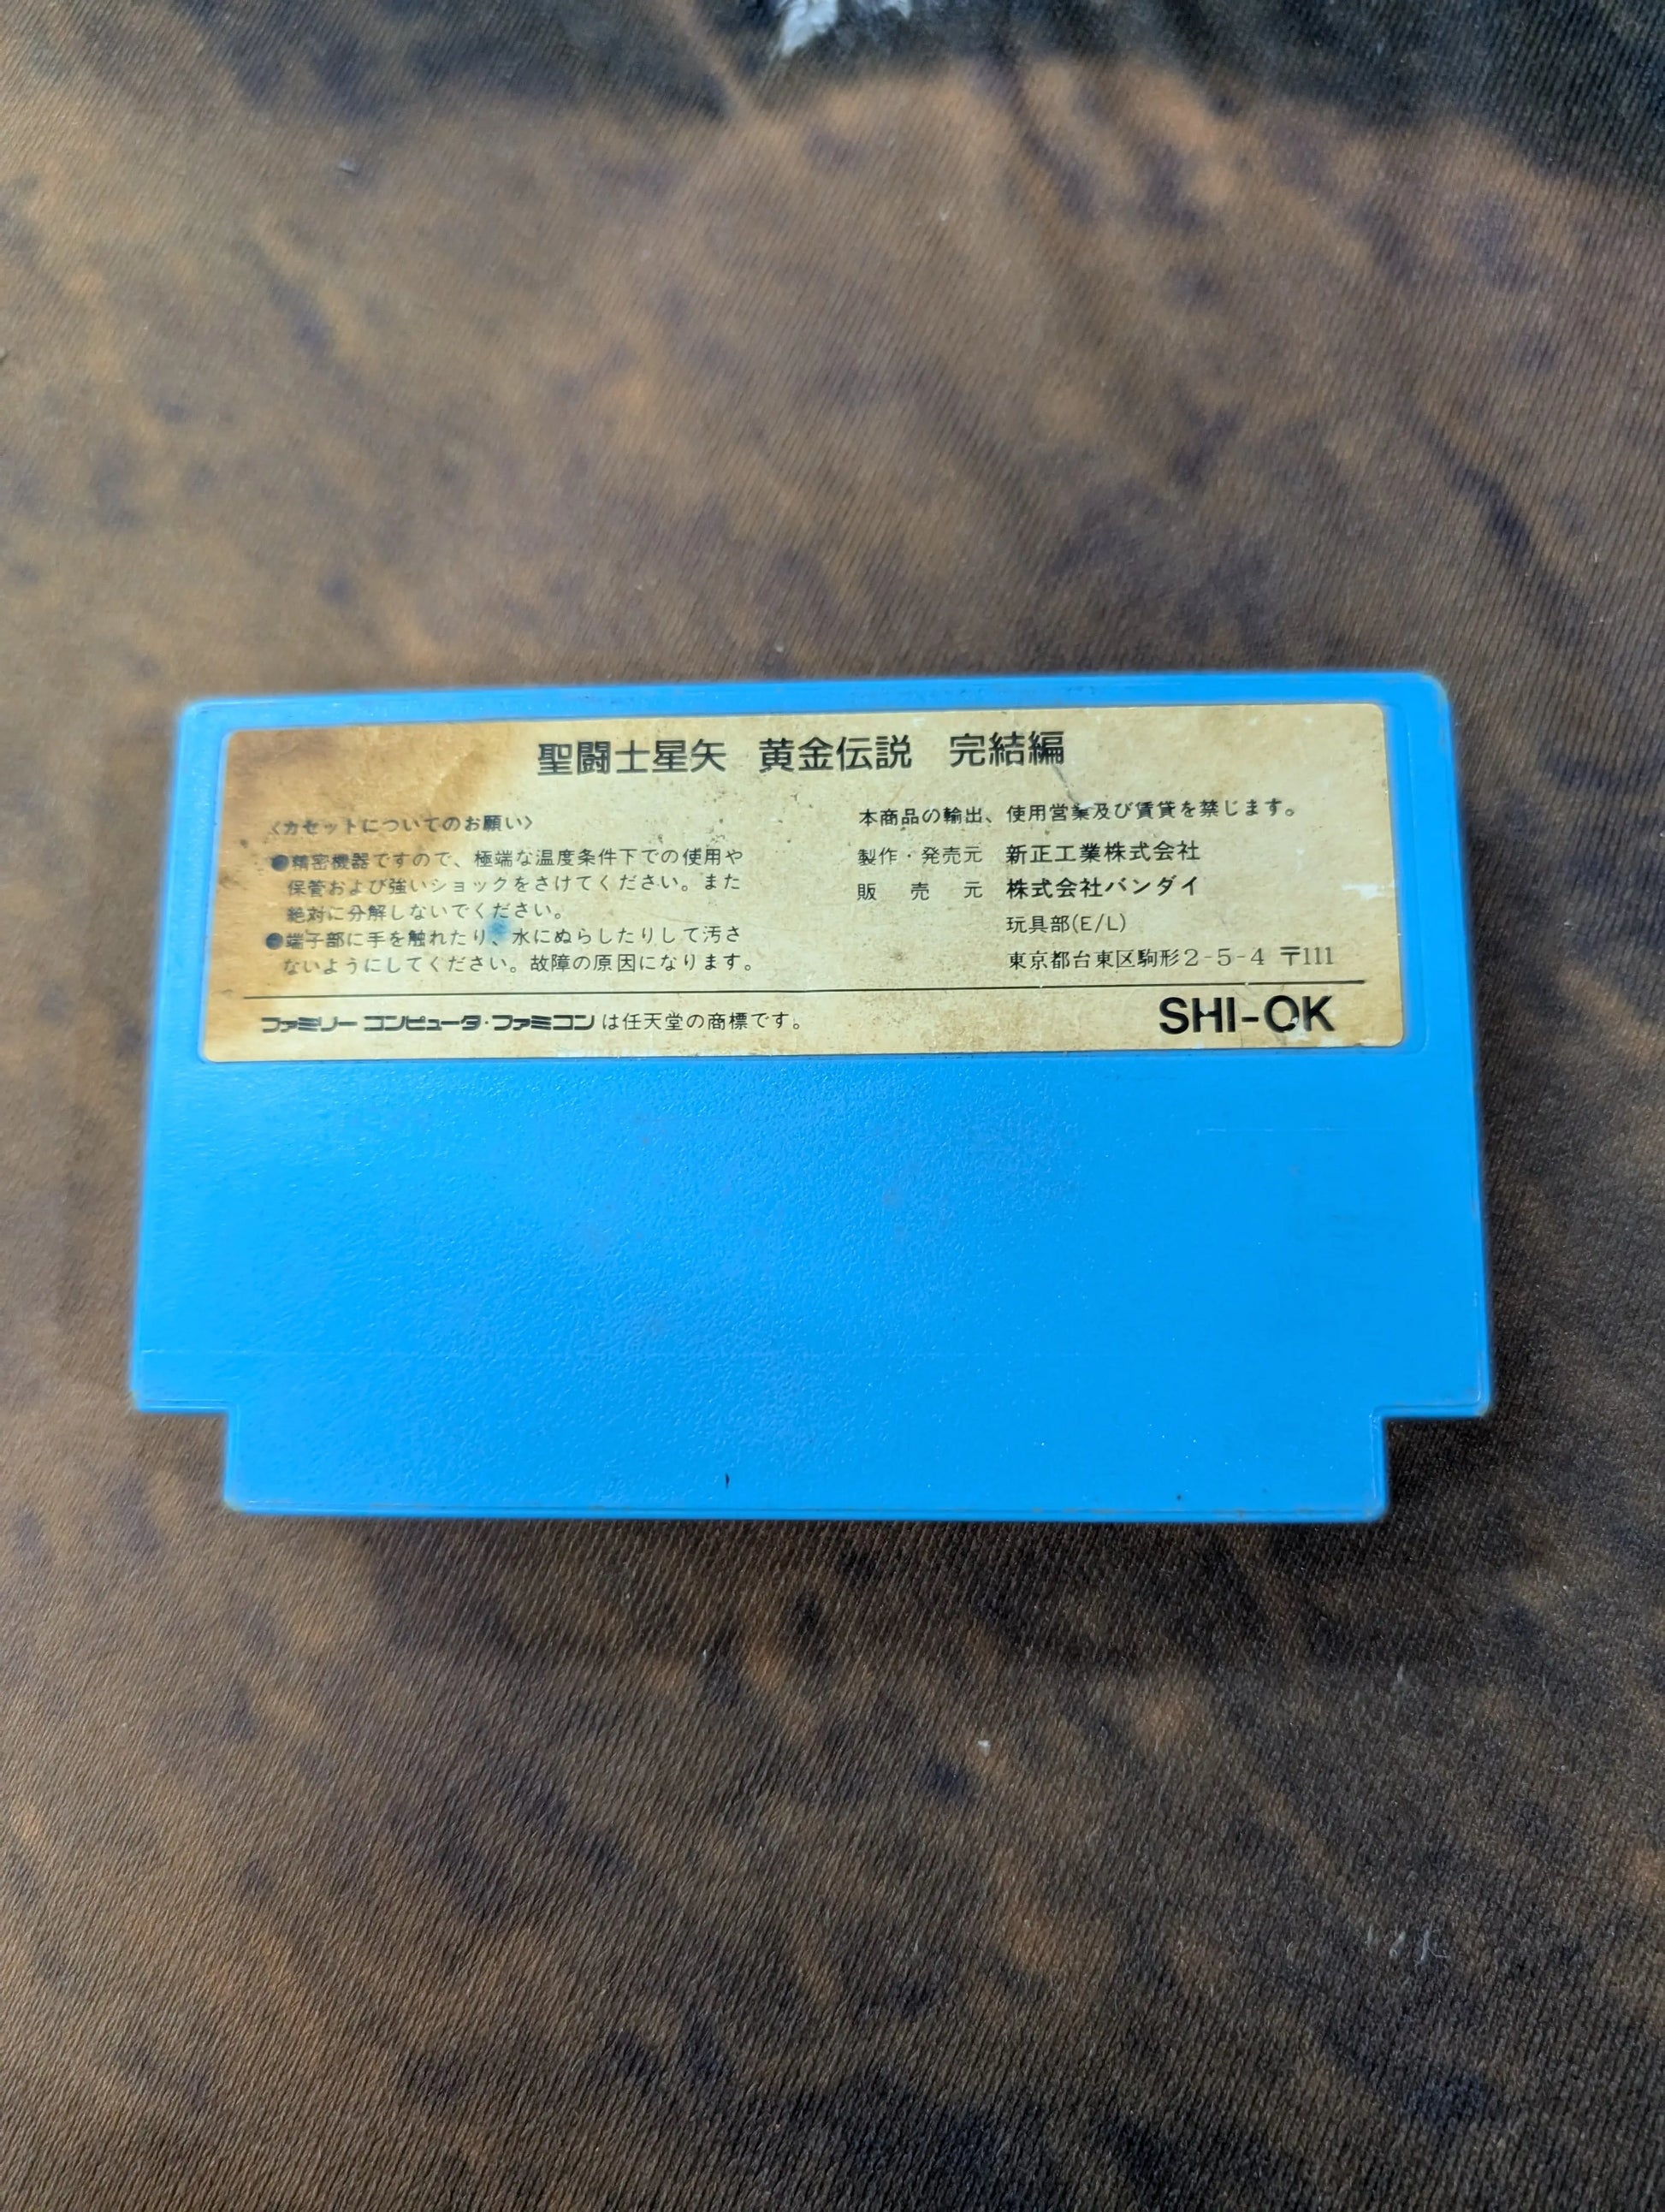 聖闘士星矢 黄金伝説 完結編
〈カセットについてのお願い〉
●精密機器ですので、極端な温度条件下での使用や
保管および強いショックをさけてください。また
絶対に分解しないでください。
●端子部に手を触れたり、水にぬらしたりして汚さ
ないようにしてください。故障の原因になります。
本商品の輸出、使用営業及び賃貸を禁じます。
製作・発売元 新正工業株式会社
販売元 株式会社バンダイ
玩具部(E/L)
東京都台東区駒形2-5-4 〒111
ファミリーコンピュータ・ファミコンは任天堂の商標です。
SHI-OK